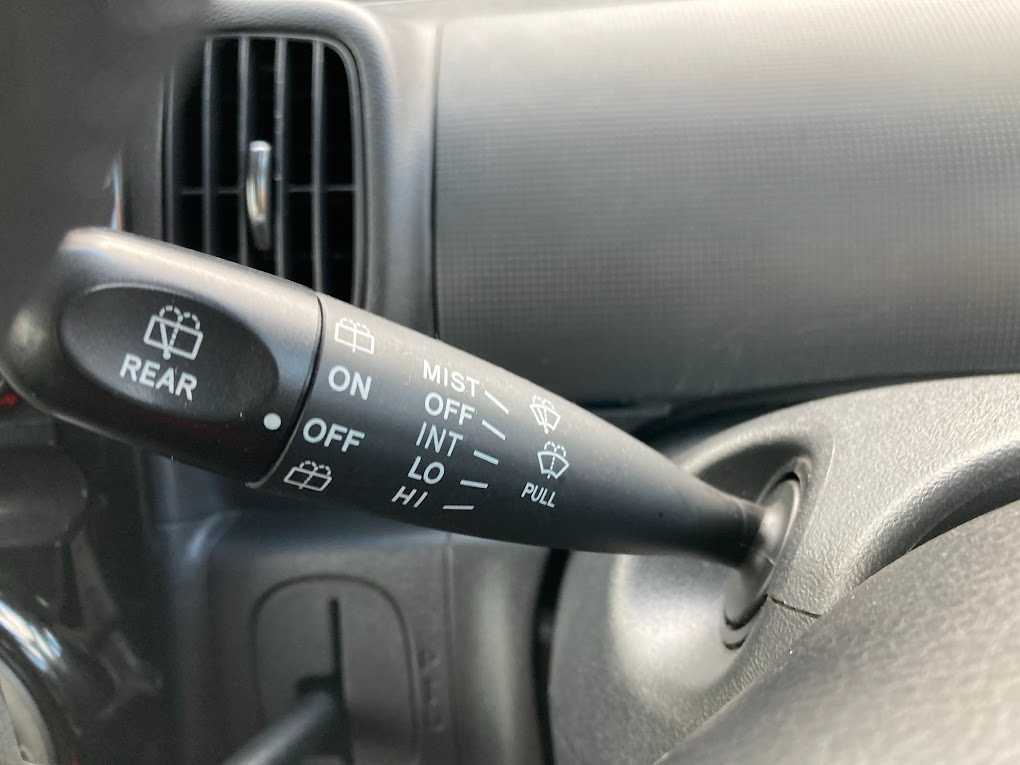 REAR
ON
OFF
MIST
OFF
INT
LO
HI
PULL